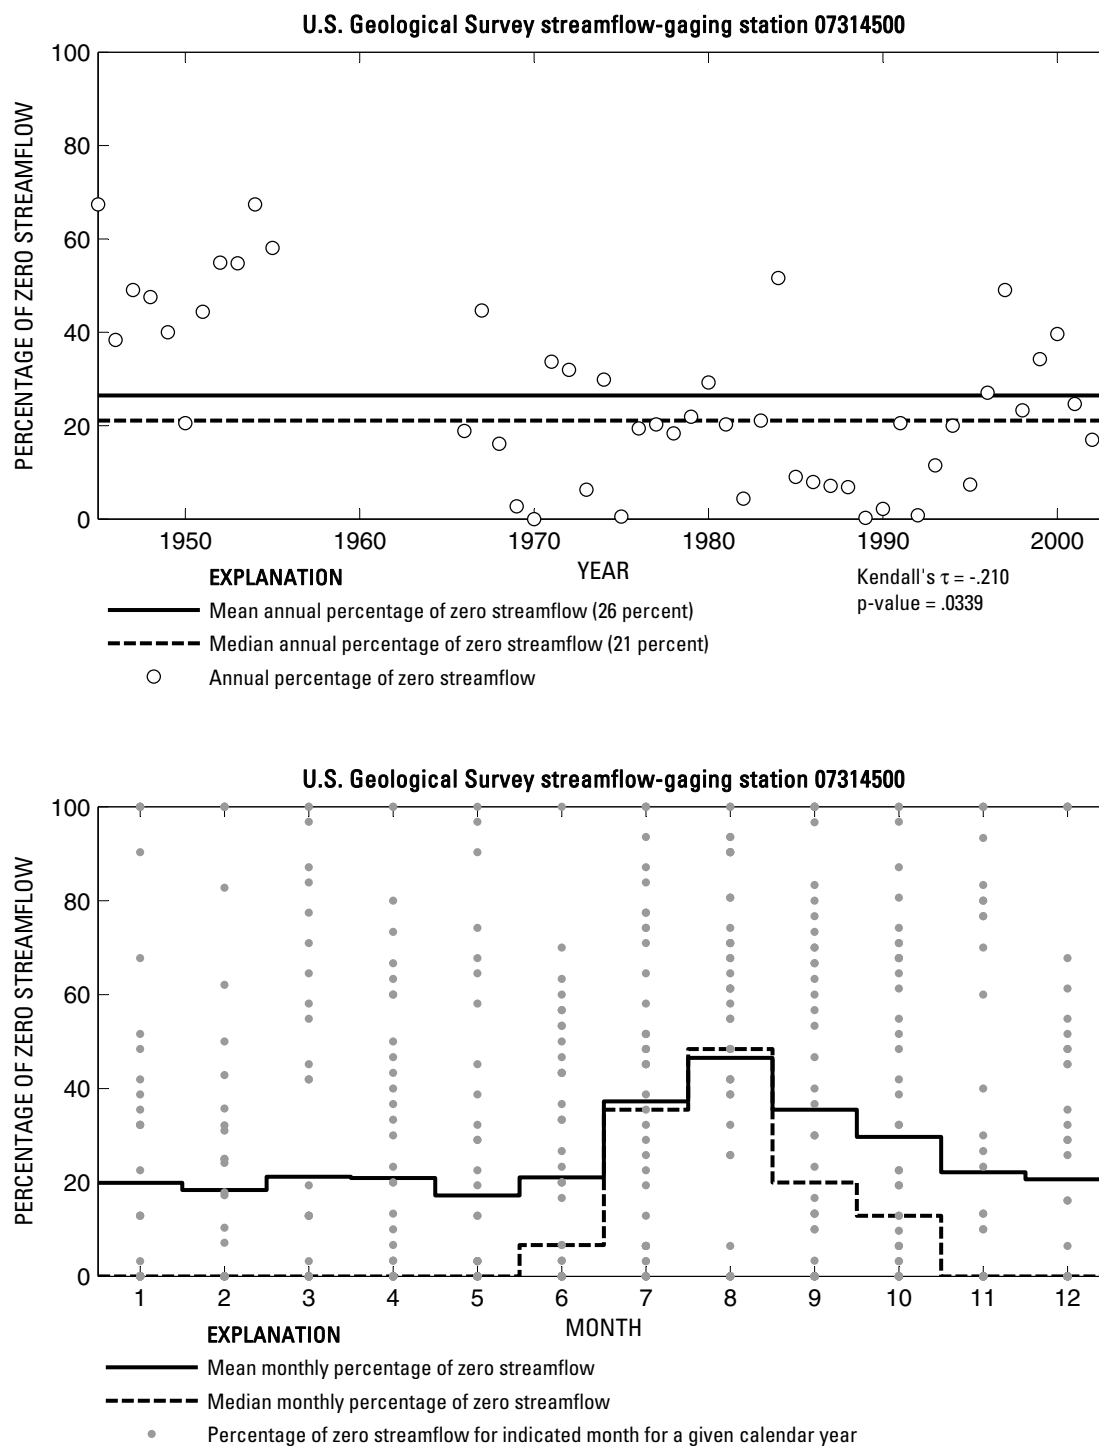 U.S. Geological Survey streamflow-gaging station 07314500
PERCENTAGE OF ZERO STREAMFLOW
100
80
60
40
20
0
1950 1960 1970 1980 1990 2000
YEAR
EXPLANATION
Mean annual percentage of zero streamflow (26 percent)
Median annual percentage of zero streamflow (21 percent)
Annual percentage of zero streamflow
Kendall's τ = -.210
p-value = .0339
U.S. Geological Survey streamflow-gaging station 07314500
PERCENTAGE OF ZERO STREAMFLOW
100
80
60
40
20
0
1 2 3 4 5 6 7 8 9 10 11 12
MONTH
EXPLANATION
Mean monthly percentage of zero streamflow
Median monthly percentage of zero streamflow
Percentage of zero streamflow for indicated month for a given calendar year